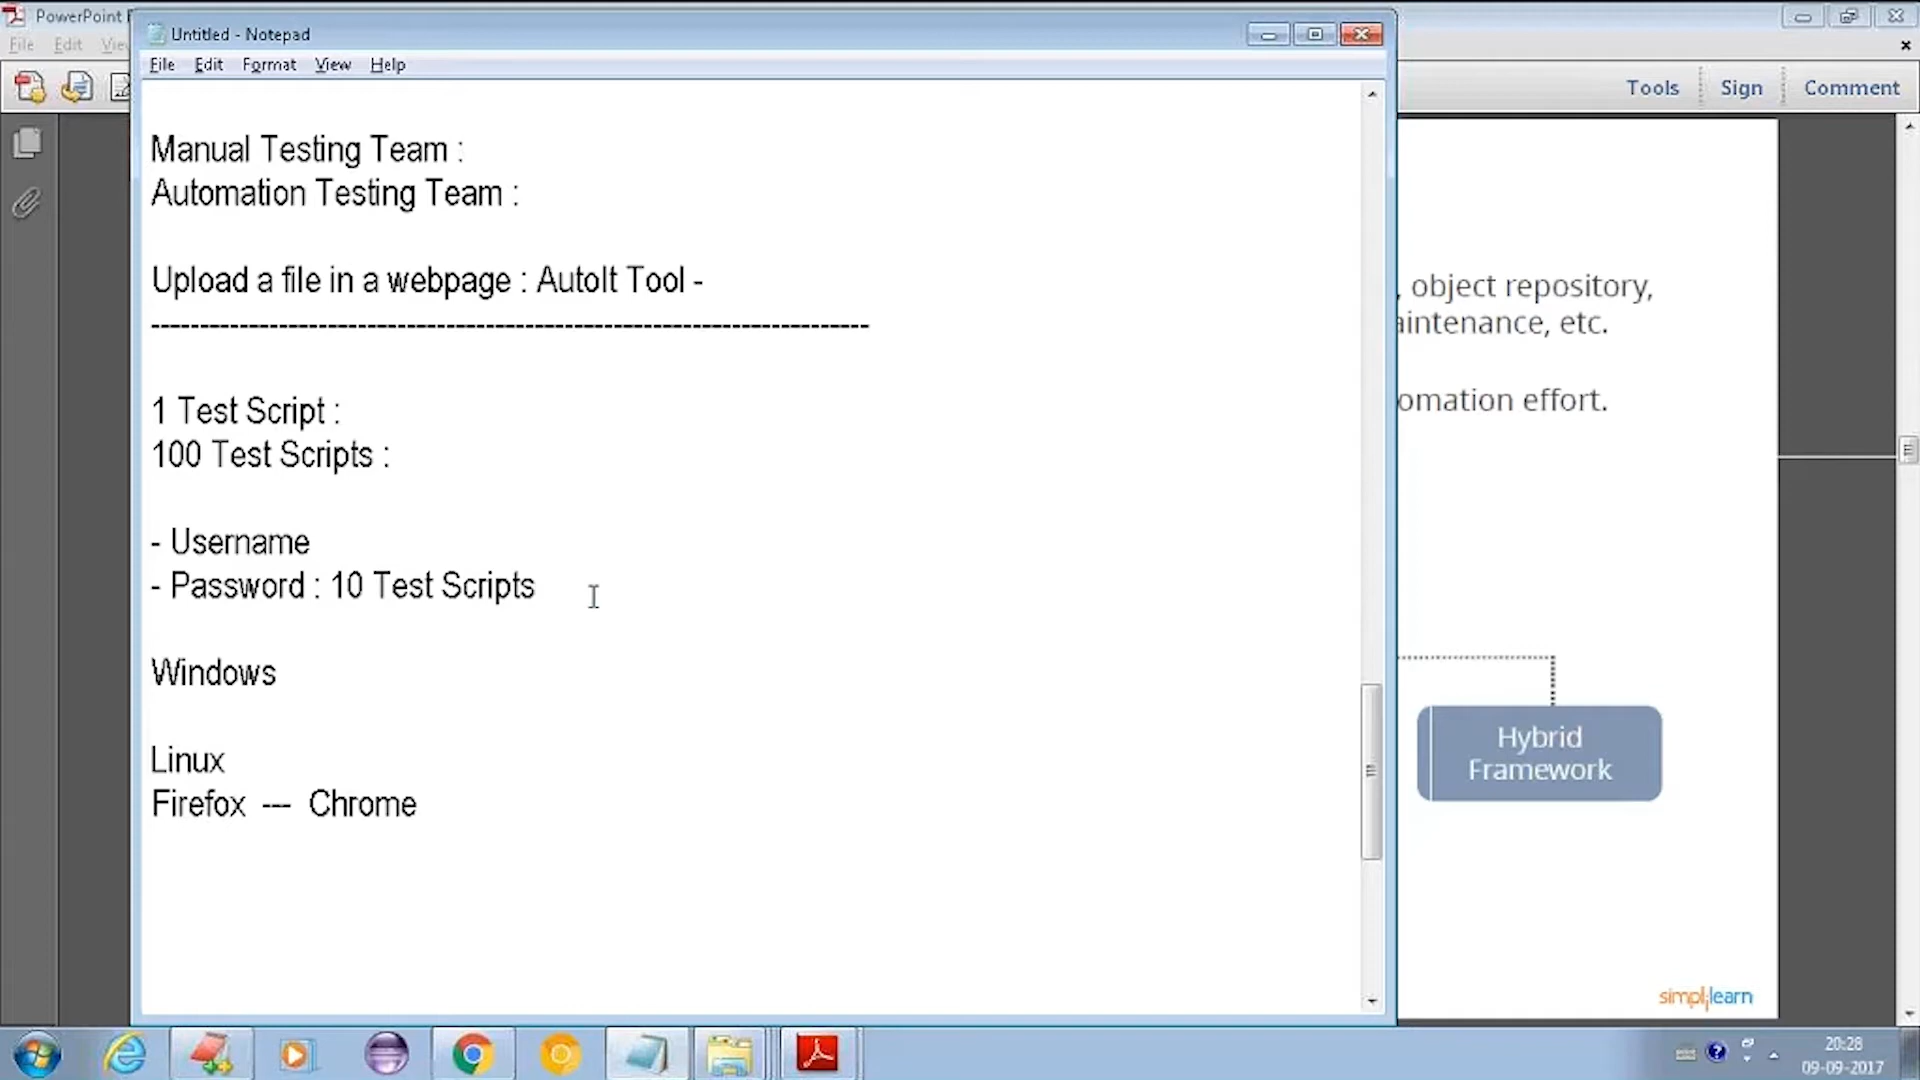 PowerPoint
Untitled - Notepad
File Edit
File Edit Format View Help
Tools Sign Comment
Manual Testing Team :
Automation Testing Team :
Upload a file in a webpage : AutoIt Tool -
-------------------------------------------------------------------------
, object repository,
aintenance, etc.
1 Test Script :
omation effort.
100 Test Scripts :
- Username
- Password : 10 Test Scripts
Windows
Hybrid
Framework
Linux
Firefox --- Chrome
simplilearn
20:28
09-09-2017